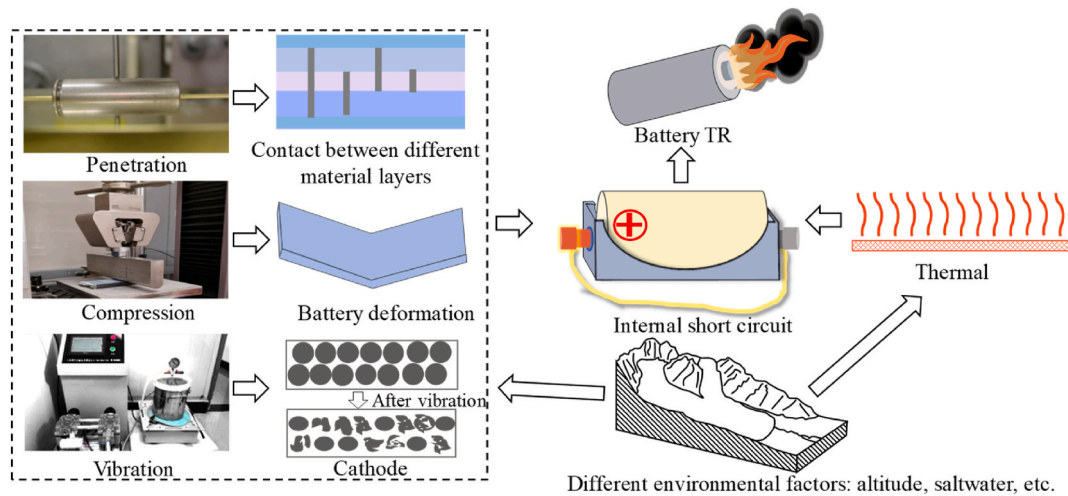 Penetration
Contact between different
material layers
Compression
Battery deformation
After vibration
Vibration
Cathode
Battery TR
Internal short circuit
Thermal
Different environmental factors: altitude, saltwater, etc.